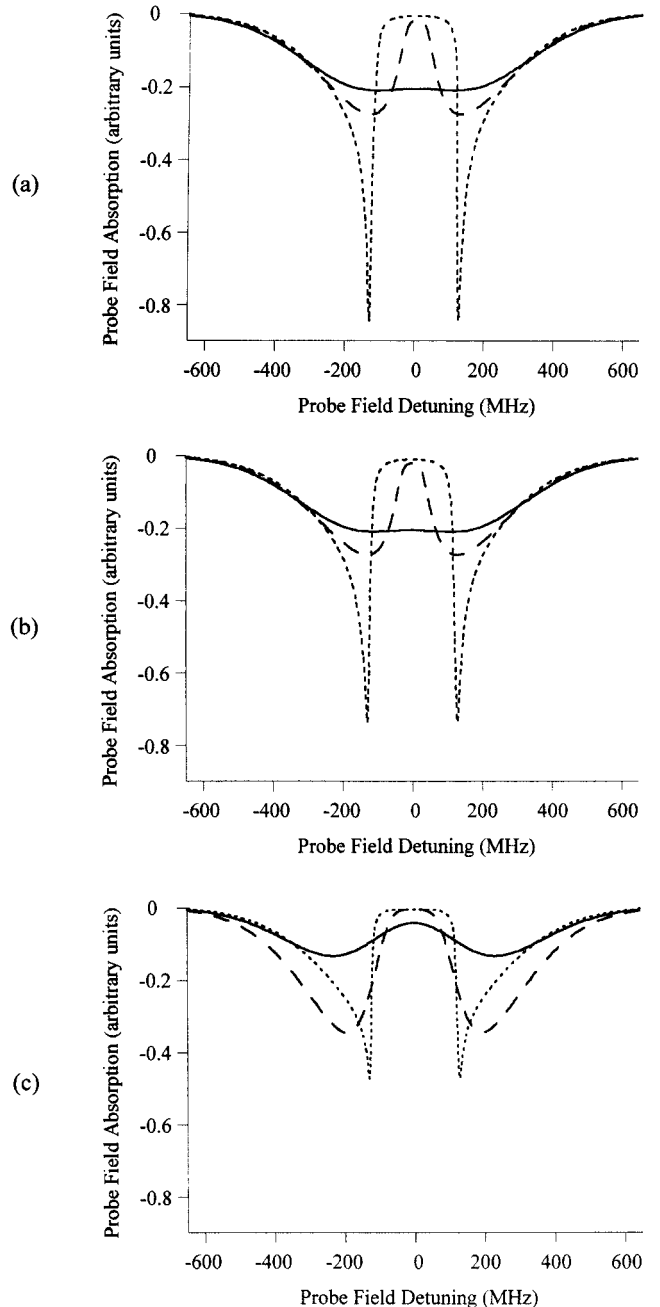 (a)
Probe Field Absorption (arbitrary units)
0
-0.2
-0.4
-0.6
-0.8
-600 -400 -200 0 200 400 600
Probe Field Detuning (MHz)
(b)
Probe Field Absorption (arbitrary units)
0
-0.2
-0.4
-0.6
-0.8
-600 -400 -200 0 200 400 600
Probe Field Detuning (MHz)
(c)
Probe Field Absorption (arbitrary units)
0
-0.2
-0.4
-0.6
-0.8
-600 -400 -200 0 200 400 600
Probe Field Detuning (MHz)